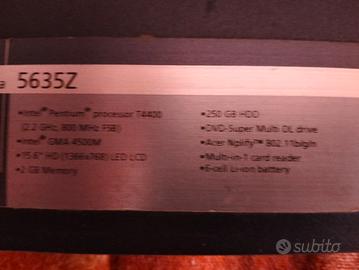 a 5635Z
•Intel® Pentium® processor T4400
(2.2 GHz, 800 MHz FSB)
•Intel® GMA 4500M
•15.6" HD (1366x768) LED LCD
•2 GB Memory
•250 GB HDD
•DVD-Super Multi DL drive
•Acer Nplify™ 802.11b/g/n
•Multi-in-1 card reader
•6-cell Li-ion battery
subito